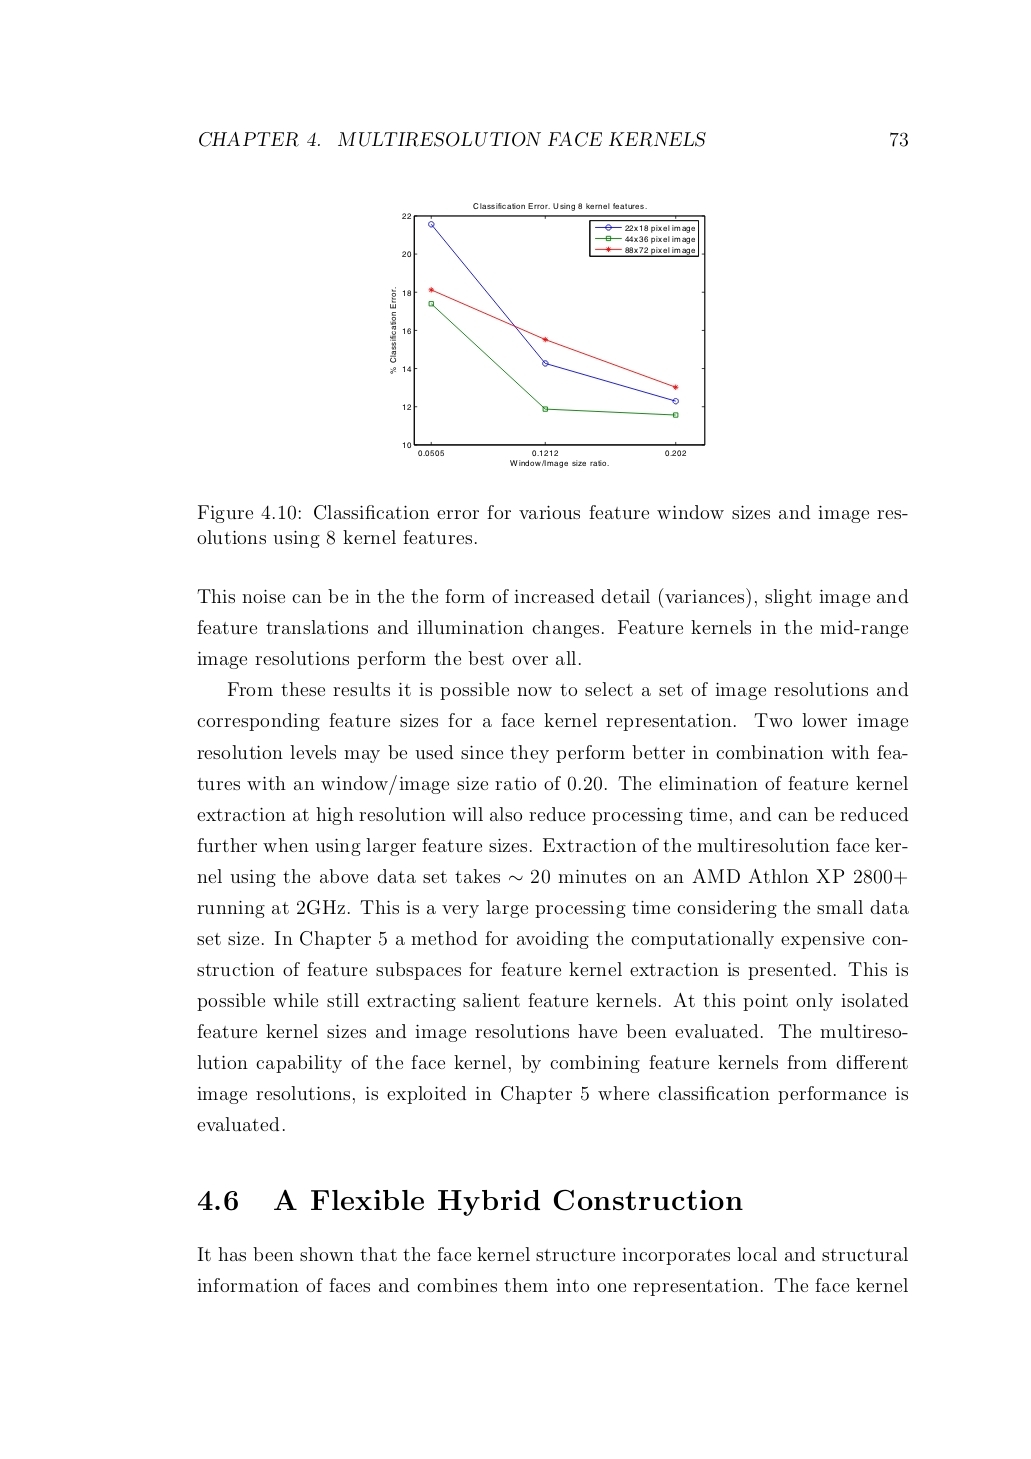 CHAPTER 4. MULTIRESOLUTION FACE KERNELS 73
Classification Error. Using 8 kernel features.
22x18 pixel image
44x36 pixel image
88x72 pixel image
% Classification Error.
22
20
18
16
14
12
10
0.0505 0.1212 0.202
Window/Image size ratio.
Figure 4.10: Classification error for various feature window sizes and image res-
olutions using 8 kernel features.
This noise can be in the the form of increased detail (variances), slight image and
feature translations and illumination changes. Feature kernels in the mid-range
image resolutions perform the best over all.
From these results it is possible now to select a set of image resolutions and
corresponding feature sizes for a face kernel representation. Two lower image
resolution levels may be used since they perform better in combination with fea-
tures with an window/image size ratio of 0.20. The elimination of feature kernel
extraction at high resolution will also reduce processing time, and can be reduced
further when using larger feature sizes. Extraction of the multiresolution face ker-
nel using the above data set takes ∼ 20 minutes on an AMD Athlon XP 2800+
running at 2GHz. This is a very large processing time considering the small data
set size. In Chapter 5 a method for avoiding the computationally expensive con-
struction of feature subspaces for feature kernel extraction is presented. This is
possible while still extracting salient feature kernels. At this point only isolated
feature kernel sizes and image resolutions have been evaluated. The multireso-
lution capability of the face kernel, by combining feature kernels from different
image resolutions, is exploited in Chapter 5 where classification performance is
evaluated.
4.6 A Flexible Hybrid Construction
It has been shown that the face kernel structure incorporates local and structural
information of faces and combines them into one representation. The face kernel